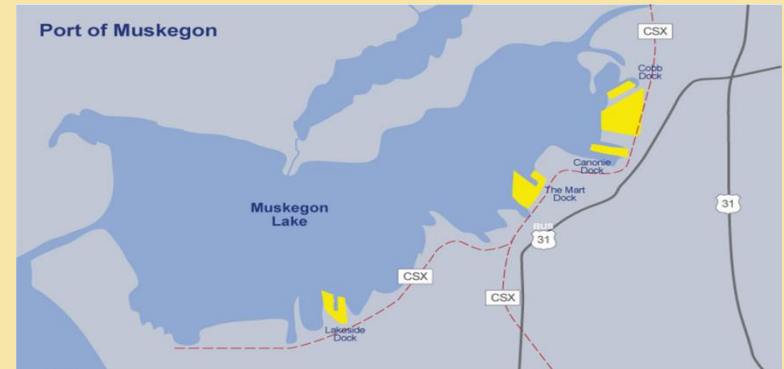 Port of Muskegon
CSX
Cobb
Dock
Canonie
Dock
The Mart
Dock
Muskegon
Lake
31
BUS
31
CSX
CSX
Lakeside
Dock